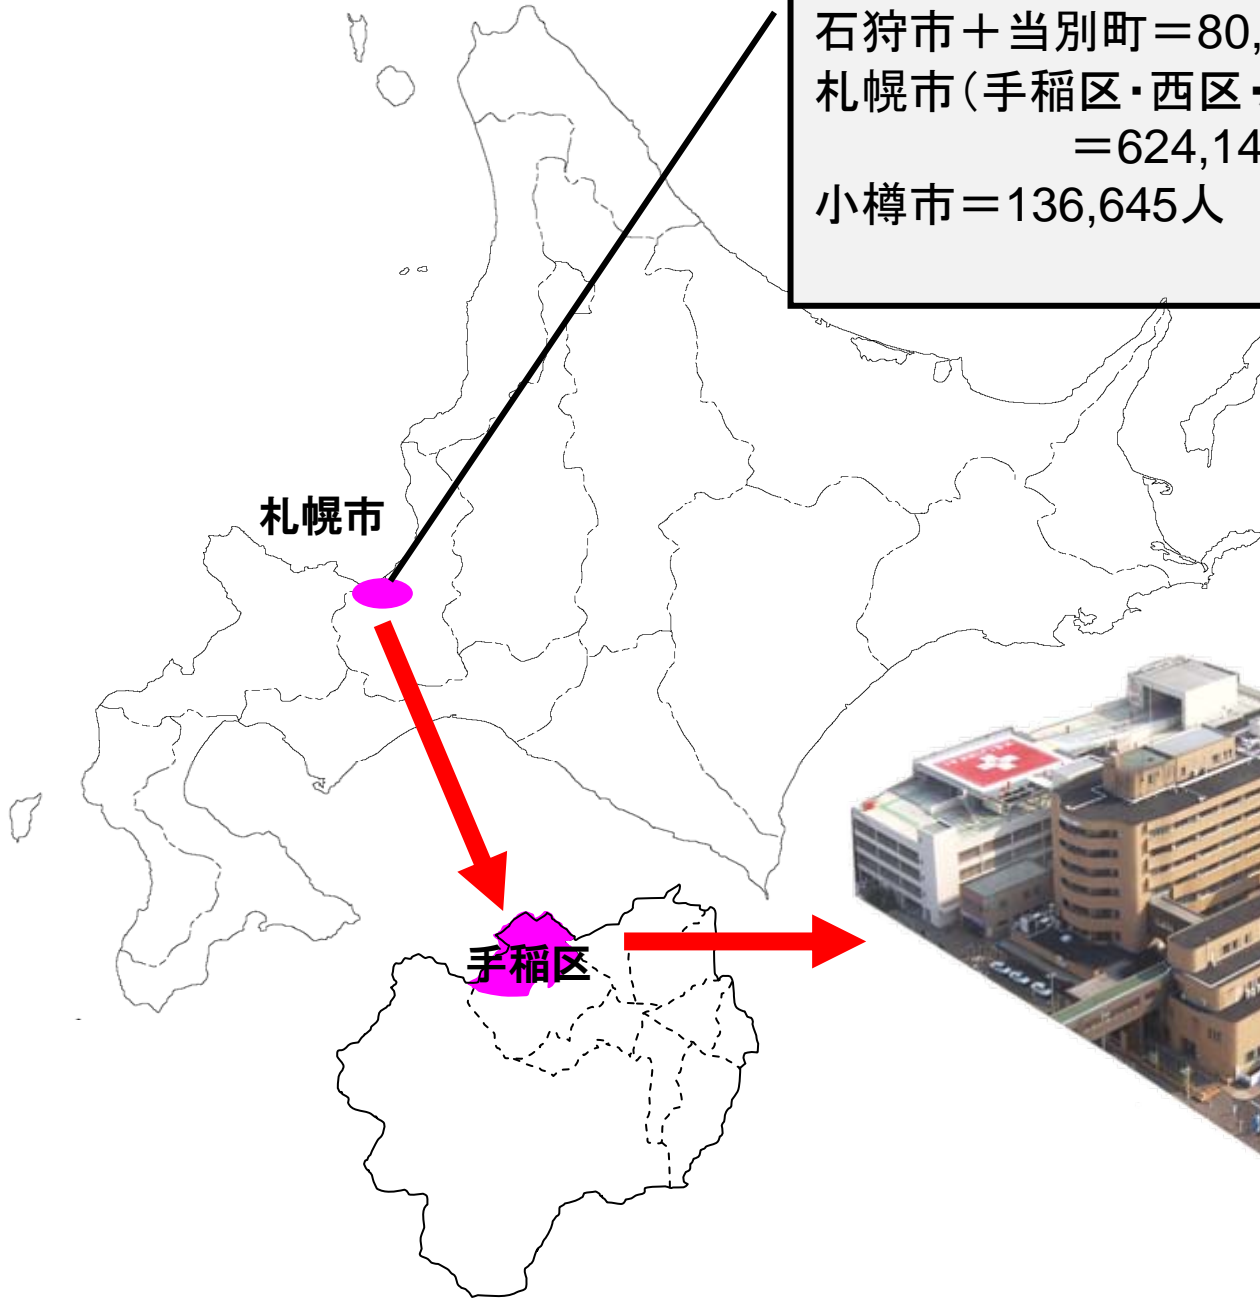 石狩市＋当別町＝80,
札幌市（手稲区・西区・
＝624,14
小樽市＝136,645人
札幌市
手稲区